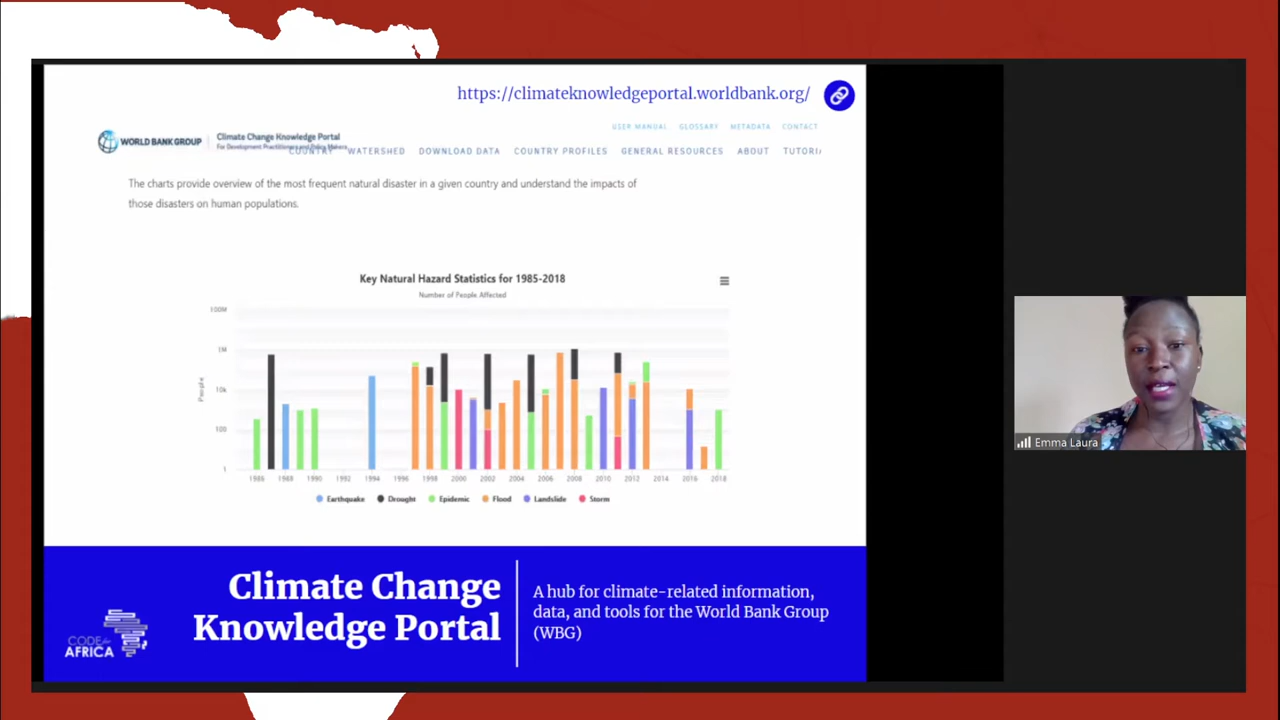 https://climateknowledgeportal.worldbank.org/
USER MANUAL GLOSSARY METADATA CONTACT
WORLD BANK GROUP
Climate Change Knowledge Portal
For Development Practitioners and Policy Makers
COUNTRY WATERSHED DOWNLOAD DATA COUNTRY PROFILES GENERAL RESOURCES ABOUT TUTORI
The charts provide overview of the most frequent natural disaster in a given country and understand the impacts of
those disasters on human populations.
Key Natural Hazard Statistics for 1985-2018
Number of People Affected
100M
1M
10k
100
1
People
1986 1988 1990 1992 1994 1996 1998 2000 2002 2004 2006 2008 2010 2012 2014 2016 2018
Earthquake Drought Epidemic Flood Landslide Storm
Climate Change
Knowledge Portal
A hub for climate-related information,
data, and tools for the World Bank Group
(WBG)
CODE for
AFRICA
Emma Laura